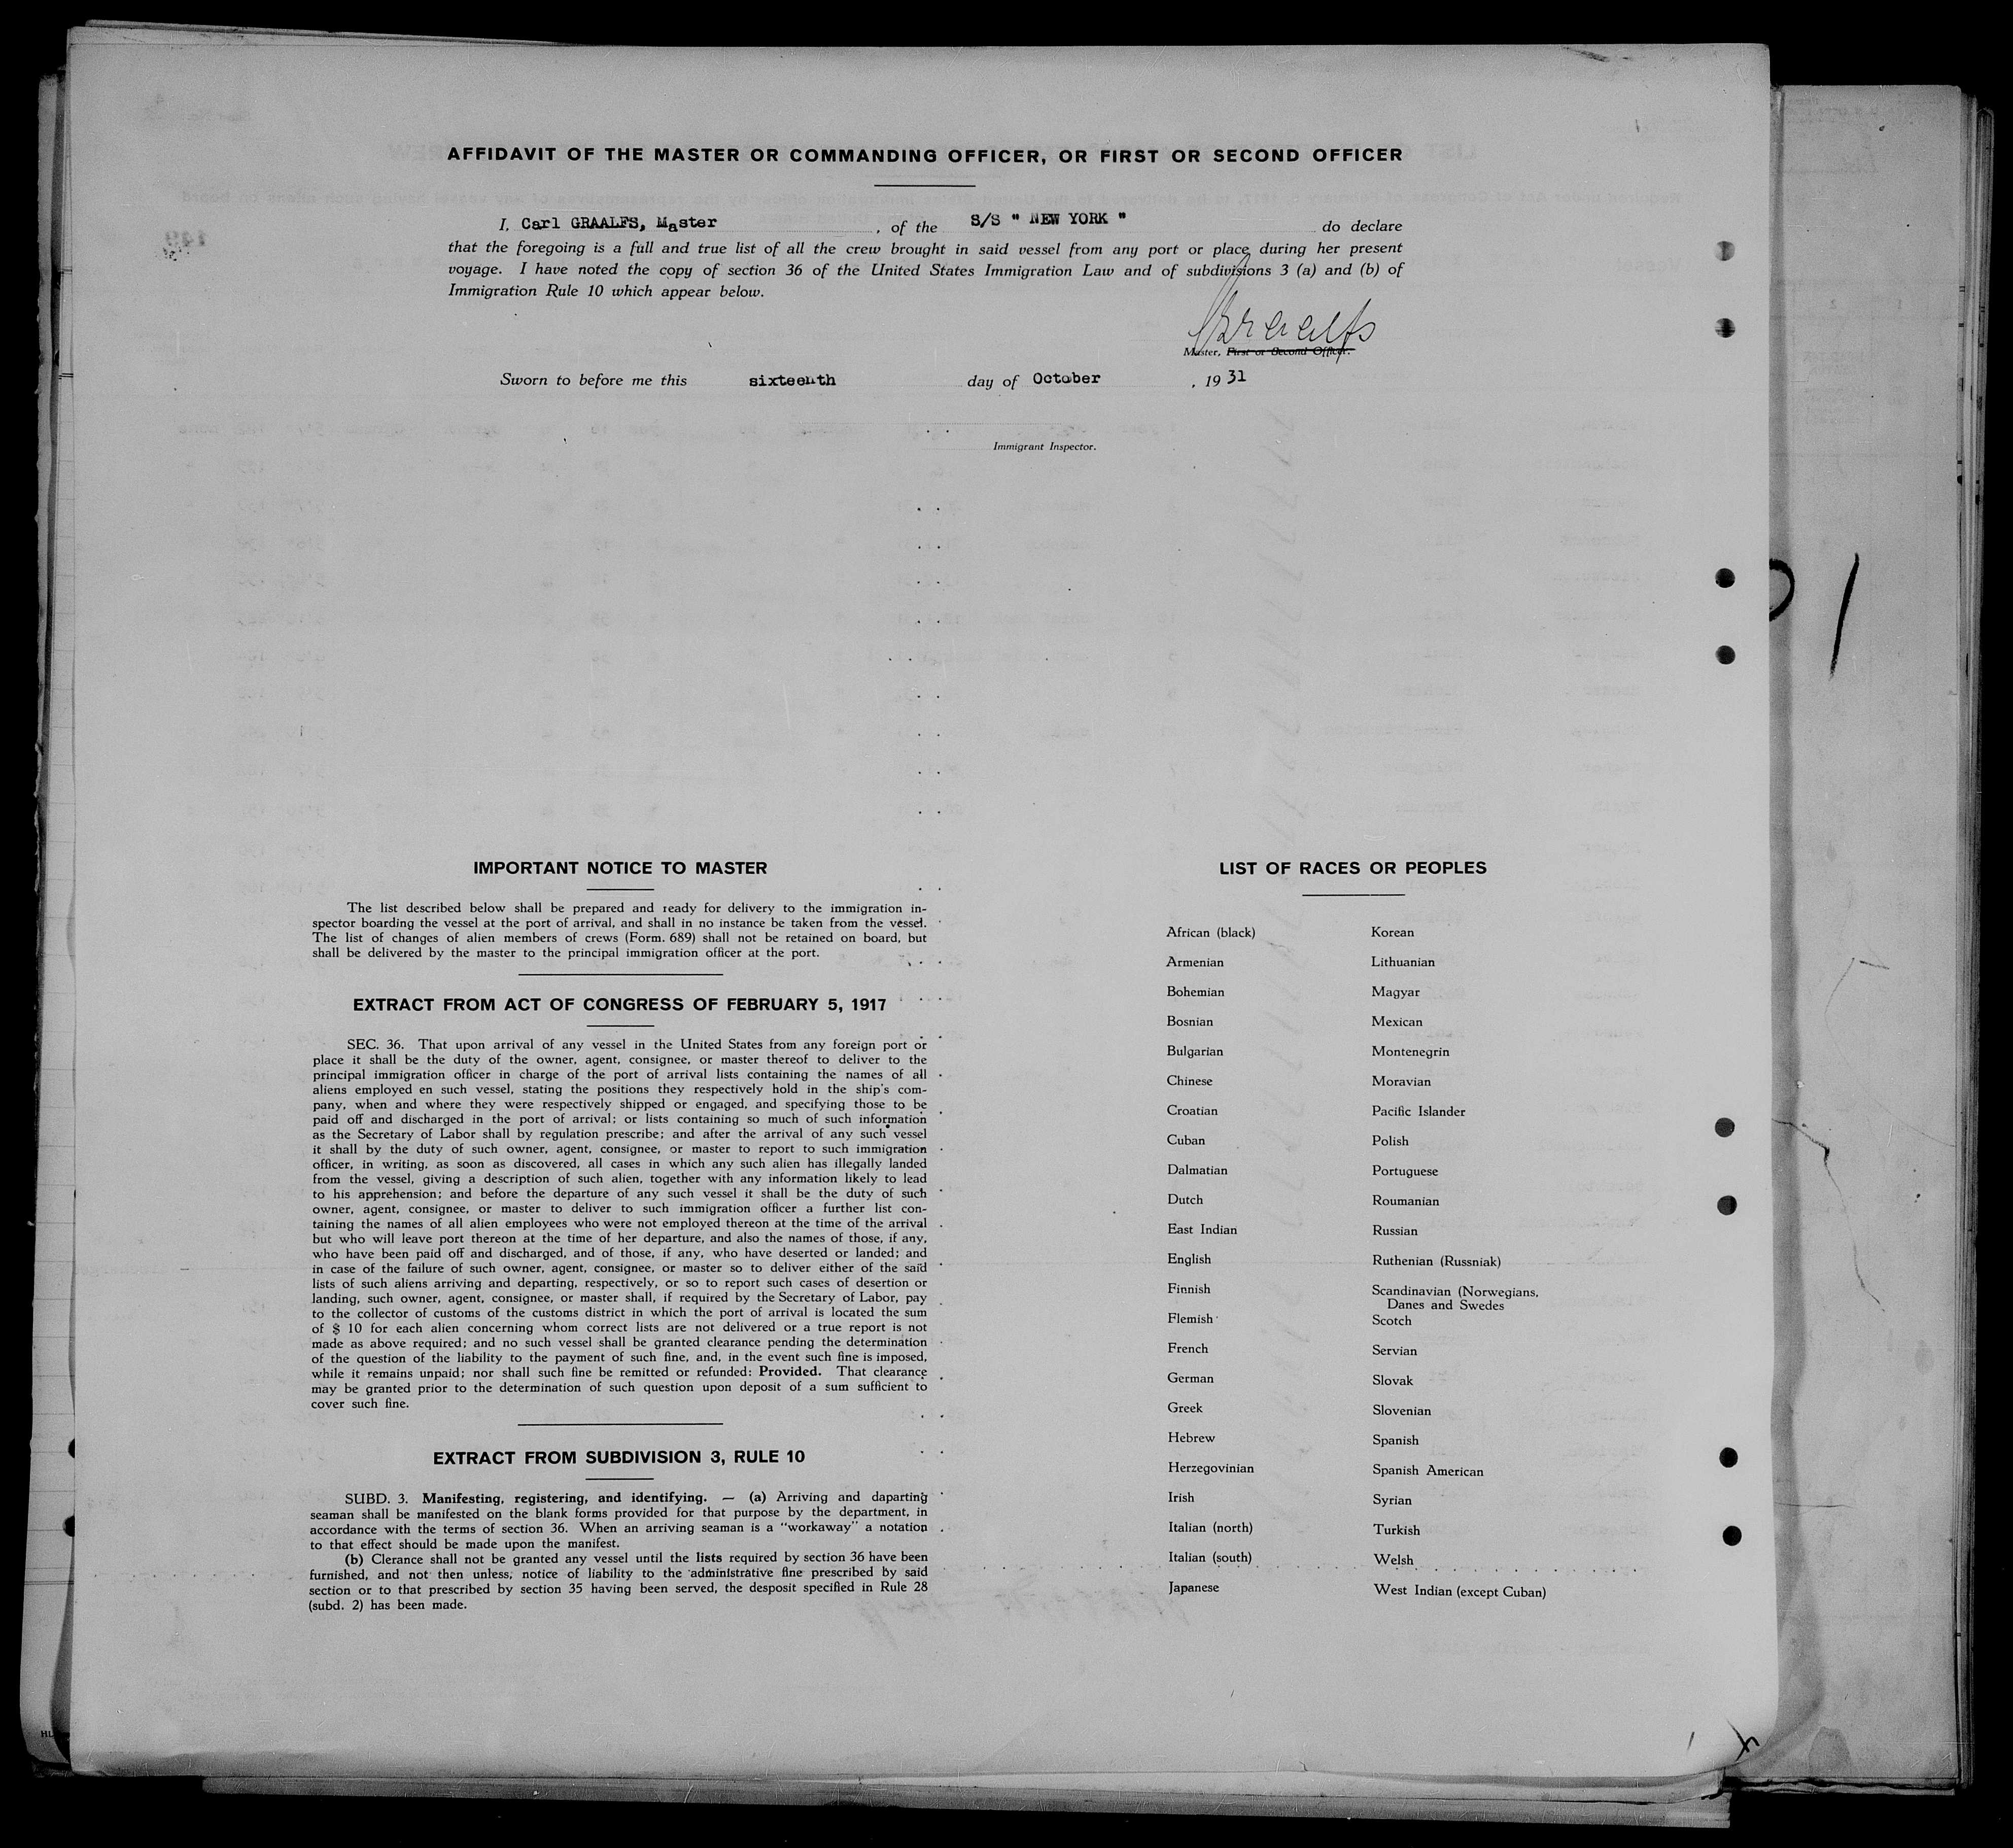 AFFIDAVIT OF THE MASTER OR COMMANDING OFFICER, OR FIRST OR SECOND OFFICER
I, Carl GRAALFS, Master , of the S/S " NEW YORK " do declare
that the foregoing is a full and true list of all the crew brought in said vessel from any port or place during her present
voyage. I have noted the copy of section 36 of the United States Immigration Law and of subdivisions 3 (a) and (b) of
Immigration Rule 10 which appear below.
Graalfs
Master, First or Second Officer.
Sworn to before me this sixteenth day of October , 19 31
Immigrant Inspector.
IMPORTANT NOTICE TO MASTER
The list described below shall be prepared and ready for delivery to the immigration in-
spector boarding the vessel at the port of arrival, and shall in no instance be taken from the vessel.
The list of changes of alien members of crews (Form. 689) shall not be retained on board, but
shall be delivered by the master to the principal immigration officer at the port.
EXTRACT FROM ACT OF CONGRESS OF FEBRUARY 5, 1917
SEC. 36. That upon arrival of any vessel in the United States from any foreign port or
place it shall be the duty of the owner, agent, consignee, or master thereof to deliver to the
principal immigration officer in charge of the port of arrival lists containing the names of all
aliens employed en such vessel, stating the positions they respectively hold in the ship's com-
pany, when and where they were respectively shipped or engaged, and specifying those to be
paid off and discharged in the port of arrival; or lists containing so much of such information
as the Secretary of Labor shall by regulation prescribe; and after the arrival of any such vessel
it shall by the duty of such owner, agent, consignee, or master to report to such immigration
officer, in writing, as soon as discovered, all cases in which any such alien has illegally landed
from the vessel, giving a description of such alien, together with any information likely to lead
to his apprehension; and before the departure of any such vessel it shall be the duty of such
owner, agent, consignee, or master to deliver to such immigration officer a further list con-
taining the names of all alien employees who were not employed thereon at the time of the arrival
but who will leave port thereon at the time of her departure, and also the names of those, if any,
who have been paid off and discharged, and of those, if any, who have deserted or landed; and
in case of the failure of such owner, agent, consignee, or master so to deliver either of the said
lists of such aliens arriving and departing, respectively, or so to report such cases of desertion or
landing, such owner, agent, consignee, or master shall, if required by the Secretary of Labor, pay
to the collector of customs of the customs district in which the port of arrival is located the sum
of $ 10 for each alien concerning whom correct lists are not delivered or a true report is not
made as above required; and no such vessel shall be granted clearance pending the determination
of the question of the liability to the payment of such fine, and, in the event such fine is imposed,
while it remains unpaid; nor shall such fine be remitted or refunded: Provided. That clearance
may be granted prior to the determination of such question upon deposit of a sum sufficient to
cover such fine.
EXTRACT FROM SUBDIVISION 3, RULE 10
SUBD. 3. Manifesting, registering, and identifying. — (a) Arriving and daparting
seaman shall be manifested on the blank forms provided for that purpose by the department, in
accordance with the terms of section 36. When an arriving seaman is a "workaway" a notation
to that effect should be made upon the manifest.
(b) Clerance shall not be granted any vessel until the lists required by section 36 have been
furnished, and not then unless, notice of liability to the administrative fine prescribed by said
section or to that prescribed by section 35 having been served, the desposit specified in Rule 28
(subd. 2) has been made.
LIST OF RACES OR PEOPLES
African (black)
Armenian
Bohemian
Bosnian
Bulgarian
Chinese
Croatian
Cuban
Dalmatian
Dutch
East Indian
English
Finnish
Flemish
French
German
Greek
Hebrew
Herzegovinian
Irish
Italian (north)
Italian (south)
Japanese
Korean
Lithuanian
Magyar
Mexican
Montenegrin
Moravian
Pacific Islander
Polish
Portuguese
Roumanian
Russian
Ruthenian (Russniak)
Scandinavian (Norwegians,
Danes and Swedes
Scotch
Servian
Slovak
Slovenian
Spanish
Spanish American
Syrian
Turkish
Welsh
West Indian (except Cuban)